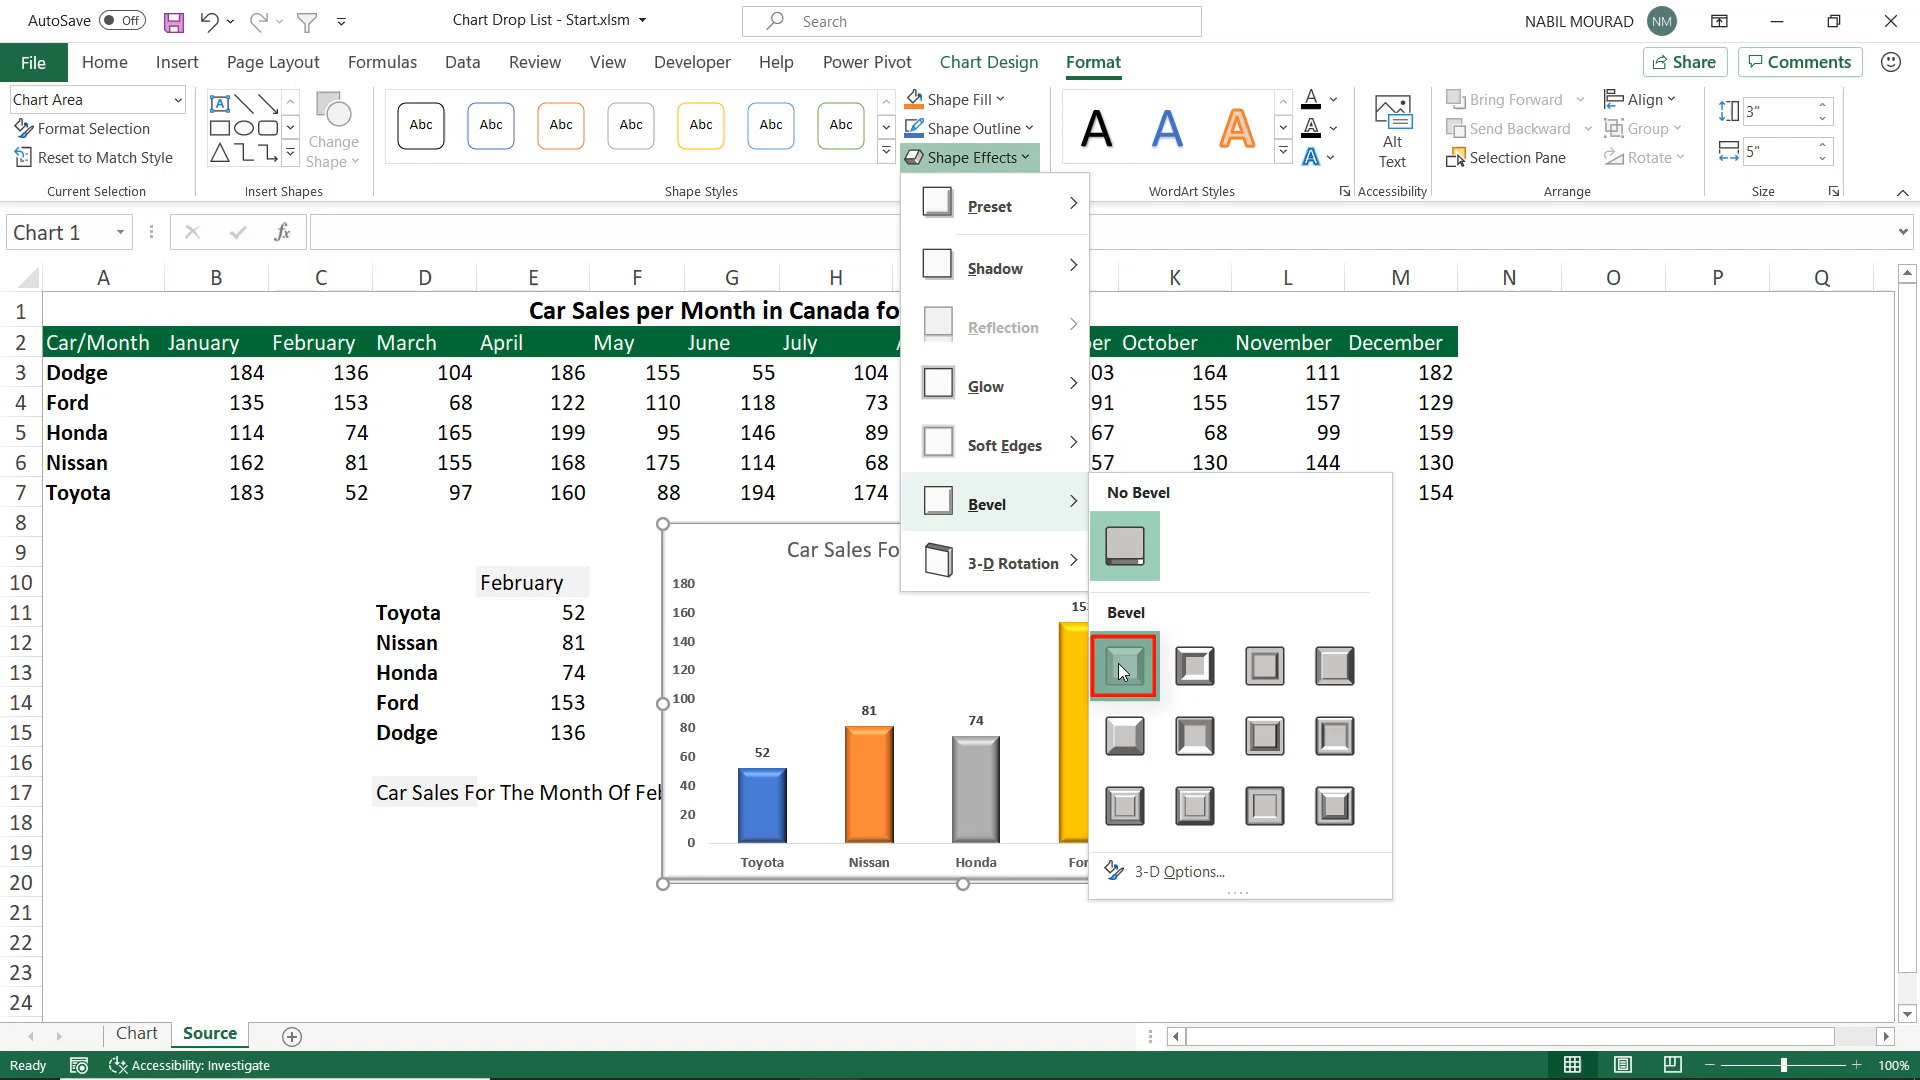 AutoSave Off Chart Drop List - Start.xlsm Search NABIL MOURAD NM
File Home Insert Page Layout Formulas Data Review View Developer Help Power Pivot Chart Design Format Share Comments
Chart Area
Format Selection
Reset to Match Style
Current Selection
Change
Shape
Insert Shapes
Abc Abc Abc Abc Abc Abc Abc
Shape Styles
Shape Fill
Shape Outline
Shape Effects
A A A
A
A
A
WordArt Styles
Alt
Text
Accessibility
Bring Forward
Send Backward
Selection Pane
Align
Group
Rotate
Arrange
3"
5"
Size
Chart 1 fx
Preset
Shadow
Reflection
Glow
Soft Edges
Bevel
3-D Rotation
No Bevel
Bevel
3-D Options...
A B C D E F G H K L M N O P Q
1 Car Sales per Month in Canada fo
2 Car/Month January February March April May June July er October November December
3 Dodge 184 136 104 186 155 55 104 03 164 111 182
4 Ford 135 153 68 122 110 118 73 91 155 157 129
5 Honda 114 74 165 199 95 146 89 67 68 99 159
6 Nissan 162 81 155 168 175 114 68 57 130 144 130
7 Toyota 183 52 97 160 88 194 174 154
8
9
10 February
11 Toyota 52
12 Nissan 81
13 Honda 74
14 Ford 153
15 Dodge 136
16
17 Car Sales For The Month Of Feb
18
19
20
21
22
23
24
Car Sales Fo
180
160
140
120
100
80
60
40
20
0
52 81 74 15
Toyota Nissan Honda For
Chart Source
Ready Accessibility: Investigate 100%